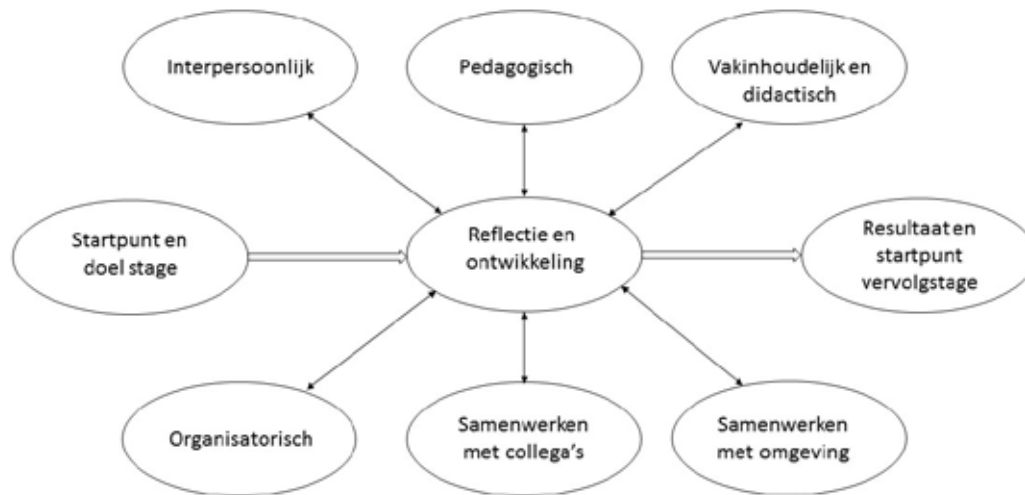 Interpersoonlijk
Pedagogisch
Vakinhoudelijk en
didactisch
Startpunt en
doel stage
Reflectie en
ontwikkeling
Resultaat en
startpunt
vervolgstage
Organisatorisch
Samenwerken
met collega's
Samenwerken
met omgeving